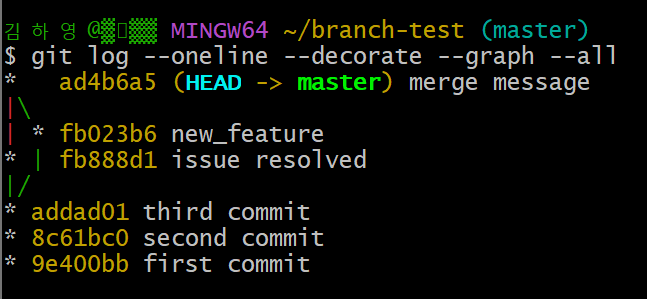 김 하 영 @ MINGW64 ~/branch-test (master)
$ git log --oneline --decorate --graph --all
*   ad4b6a5 (HEAD -> master) merge message
|\
| * fb023b6 new_feature
* | fb888d1 issue resolved
|/
* addad01 third commit
* 8c61bc0 second commit
* 9e400bb first commit